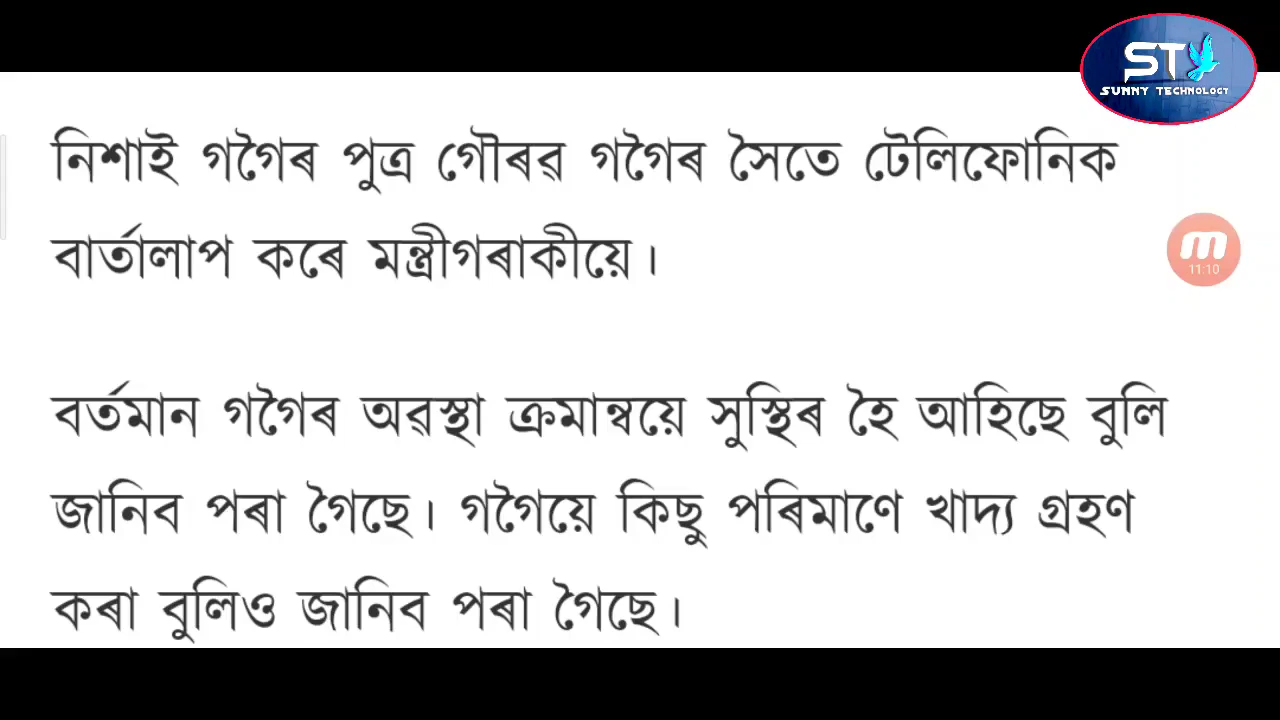 ST
SUNNY TECHNOLOGY
নিশাই গগৈৰ পুত্ৰ গৌৰৱ গগৈৰ সৈতে টেলিফোনিক
বাৰ্তালাপ কৰে মন্ত্ৰীগৰাকীয়ে।
11:10
বৰ্তমান গগৈৰ অৱস্থা ক্ৰমান্বয়ে সুস্থিৰ হৈ আহিছে বুলি
জানিব পৰা গৈছে। গগৈয়ে কিছু পৰিমাণে খাদ্য গ্ৰহণ
কৰা বুলিও জানিব পৰা গৈছে।